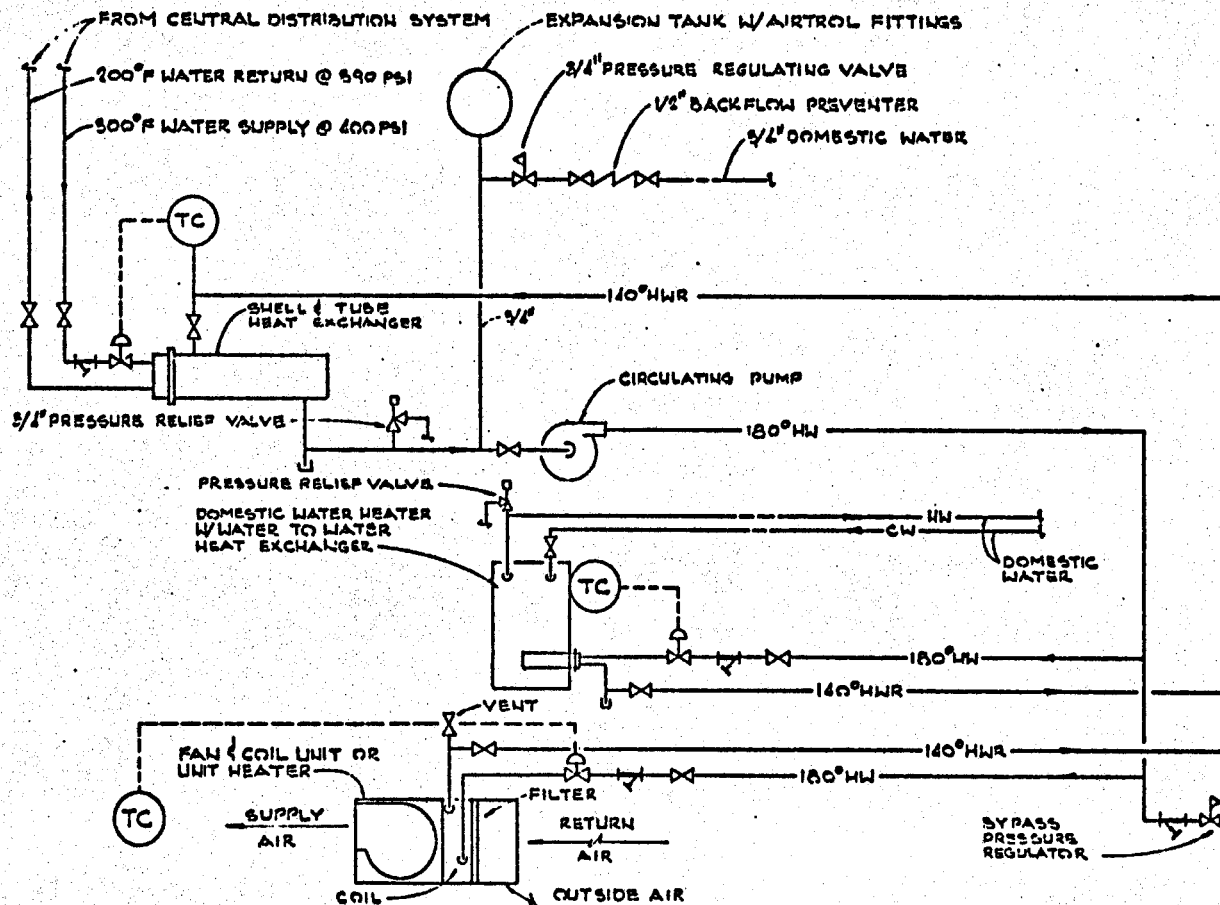 FROM CENTRAL DISTRIBUTION SYSTEM
EXPANSION TANK W/AIRTROL FITTINGS
200°F WATER RETURN @ 390 PSI
3/4" PRESSURE REGULATING VALVE
300°F WATER SUPPLY @ 400 PSI
1/2" BACKFLOW PREVENTER
3/4" DOMESTIC WATER
TC
140° HWR
SHELL & TUBE
HEAT EXCHANGER
3/4"
CIRCULATING PUMP
3/4" PRESSURE RELIEF VALVE
180° HW
PRESSURE RELIEF VALVE
DOMESTIC WATER HEATER
W/WATER TO WATER
HEAT EXCHANGER
HW
CW
DOMESTIC
WATER
TC
180° HW
140° HWR
VENT
FAN & COIL UNIT OR
UNIT HEATER
140° HWR
180° HW
FILTER
TC
SUPPLY
AIR
RETURN
AIR
BYPASS
PRESSURE
REGULATOR
COIL
OUTSIDE AIR